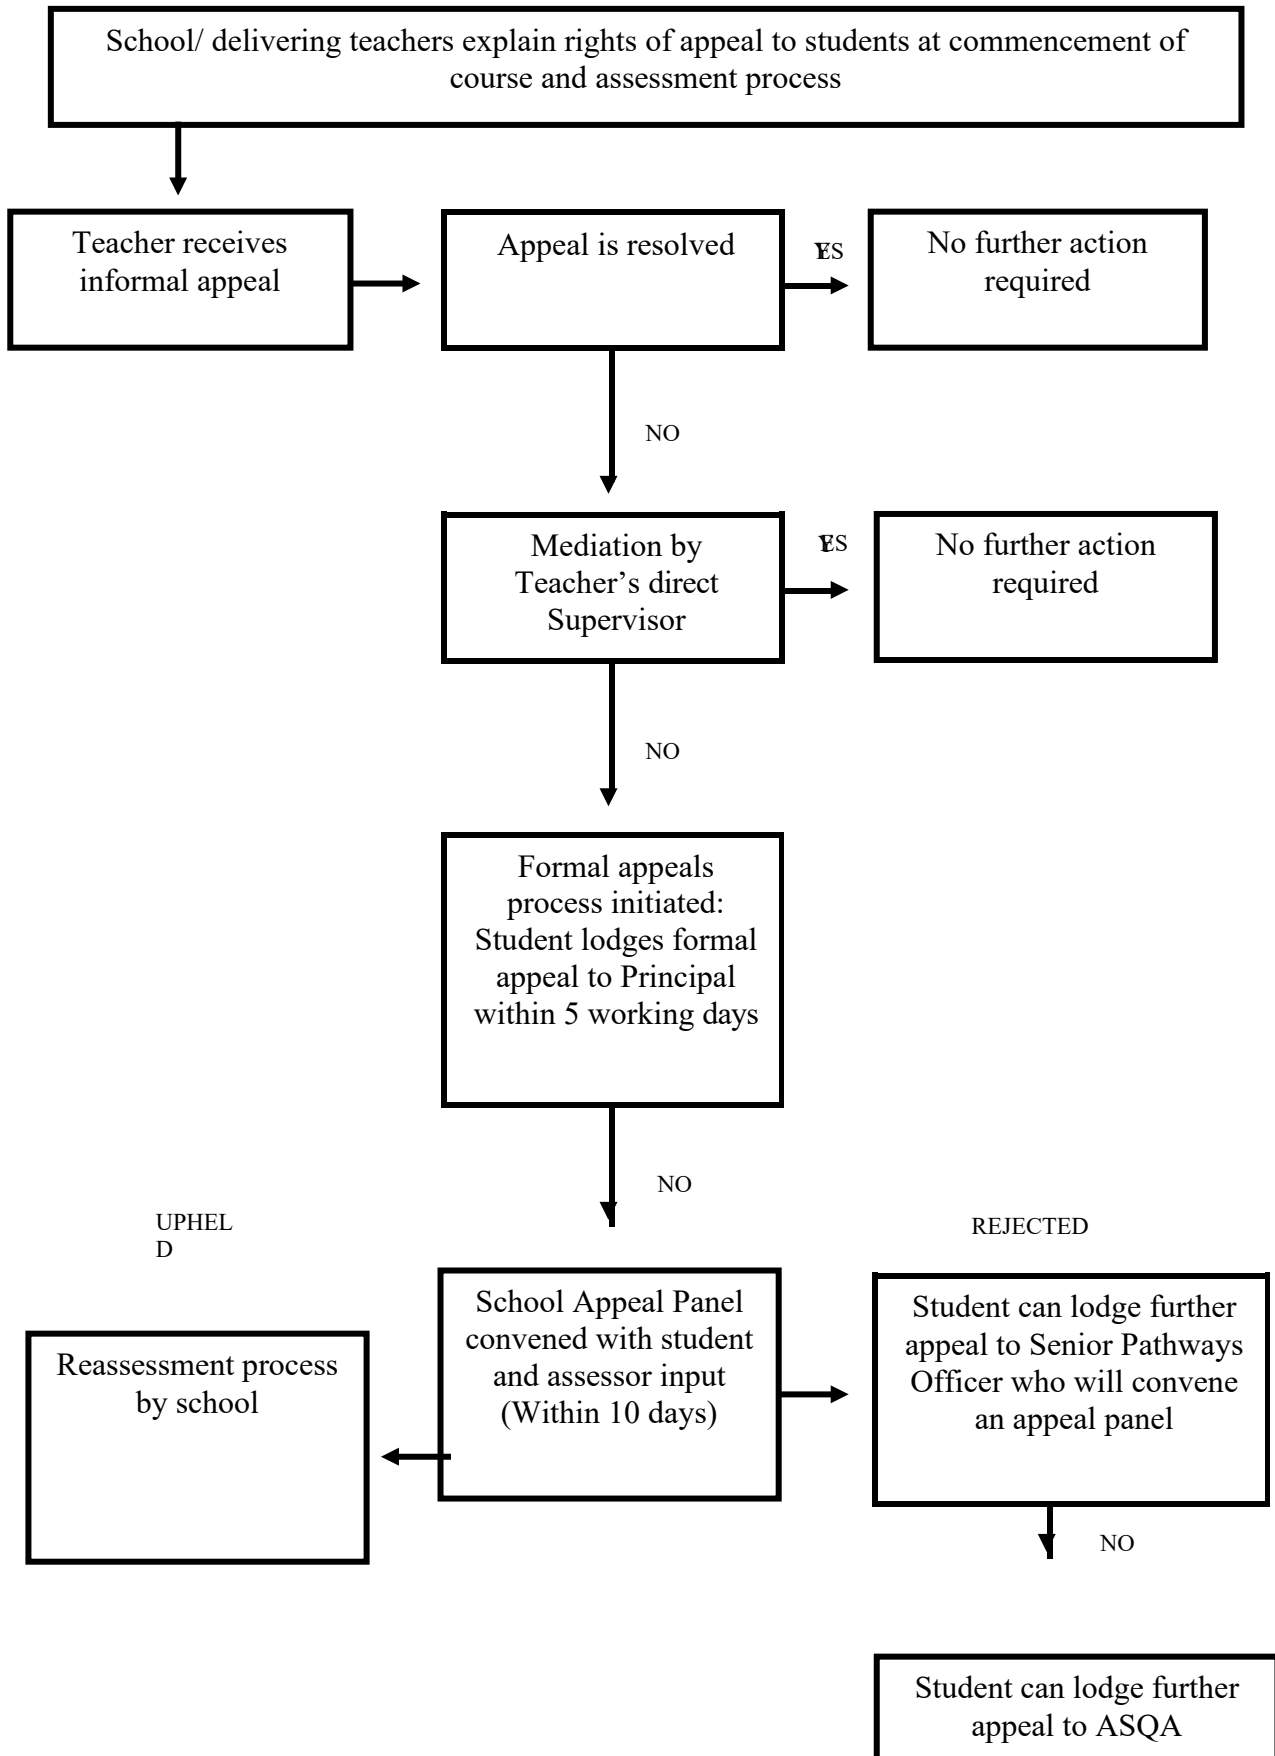 School/ delivering teachers explain rights of appeal to students at commencement of
course and assessment process
Teacher receives
informal appeal
Appeal is resolved
YES
No further action
required
NO
Mediation by
Teacher’s direct
Supervisor
YES
No further action
required
NO
Formal appeals
process initiated:
Student lodges formal
appeal to Principal
within 5 working days
NO
UPHEL
D
REJECTED
Reassessment process
by school
School Appeal Panel
convened with student
and assessor input
(Within 10 days)
Student can lodge further
appeal to Senior Pathways
Officer who will convene
an appeal panel
NO
Student can lodge further
appeal to ASQA